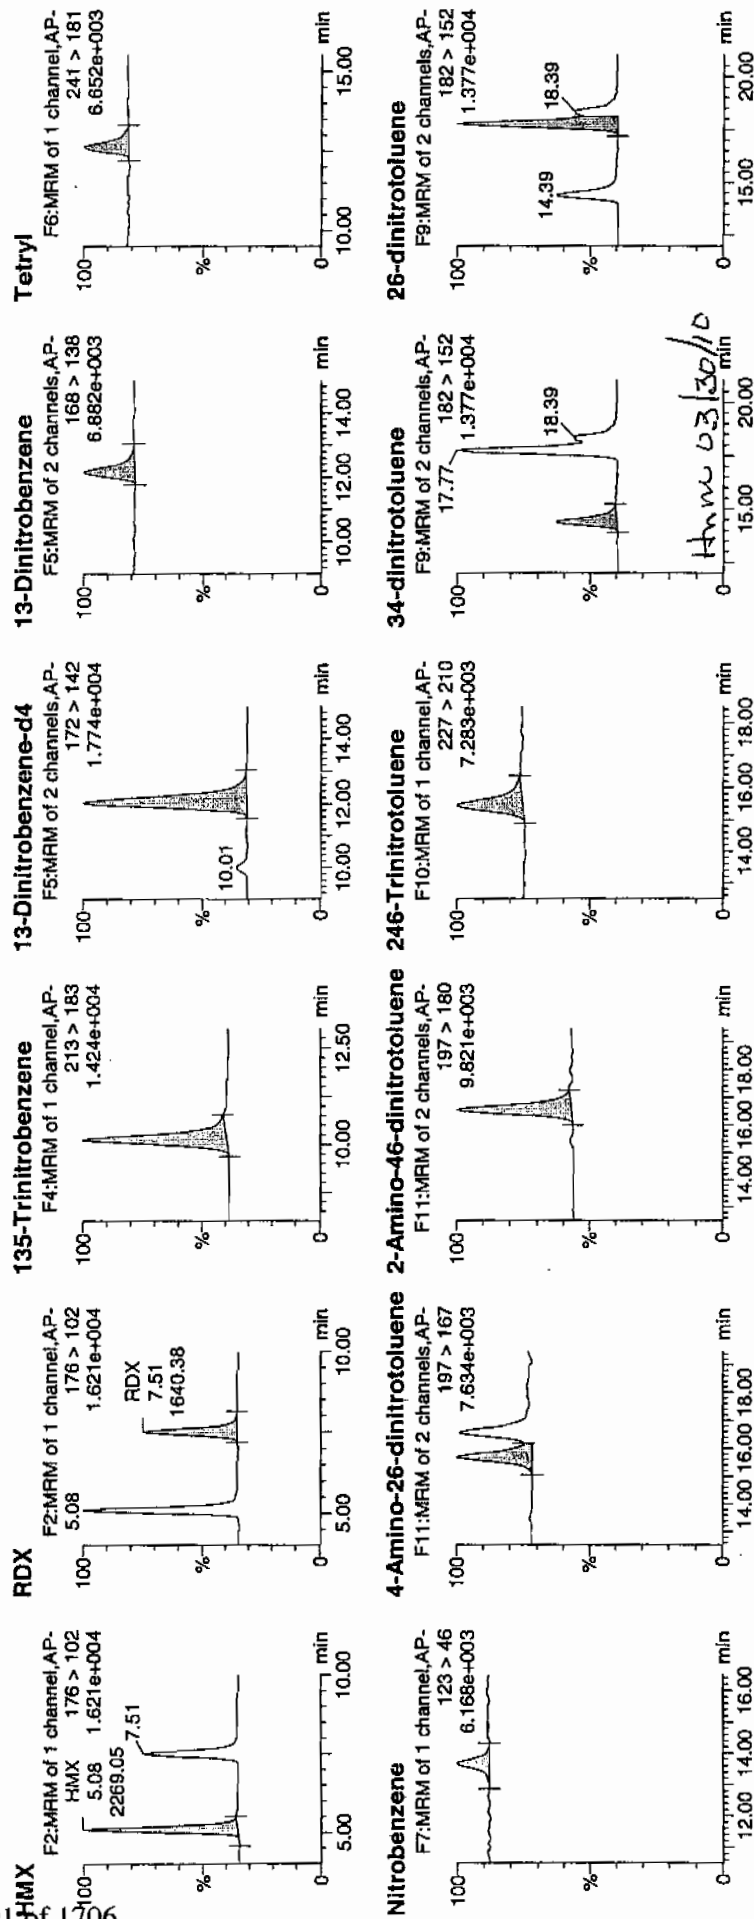 HMX
F2:MRM of 1 channel,AP-
176 > 102
1.621e+004
HMX
5.08
2269.05
7.51
100
%
0
5.00 10.00 min
RDX
F2:MRM of 1 channel,AP-
176 > 102
1.621e+004
5.08
RDX
7.51
1640.38
100
%
0
5.00 10.00 min
135-Trinitrobenzene
F4:MRM of 1 channel,AP-
213 > 183
1.424e+004
100
%
0
10.00 12.50 min
13-Dinitrobenzene-d4
F5:MRM of 2 channels,AP-
172 > 142
1.774e+004
10.01
100
%
0
10.00 12.00 14.00 min
13-Dinitrobenzene
F5:MRM of 2 channels,AP-
168 > 138
6.882e+003
100
%
0
10.00 12.00 14.00 min
Tetryl
F6:MRM of 1 channel,AP-
241 > 181
6.652e+003
100
%
0
10.00 15.00 min
Nitrobenzene
F7:MRM of 1 channel,AP-
123 > 46
6.168e+003
100
%
0
12.00 14.00 16.00 min
4-Amino-26-dinitrotoluene
F11:MRM of 2 channels,AP-
197 > 167
7.634e+003
100
%
0
14.00 16.00 18.00 min
2-Amino-46-dinitrotoluene
F11:MRM of 2 channels,AP-
197 > 180
9.821e+003
100
%
0
14.00 16.00 18.00 min
246-Trinitrotoluene
F10:MRM of 1 channel,AP-
227 > 210
7.283e+003
100
%
0
14.00 16.00 18.00 min
34-dinitrotoluene
F9:MRM of 2 channels,AP-
182 > 152
1.377e+004
17.77
18.39
100
%
0
15.00 20.00 min
03/30/10
26-dinitrotoluene
F9:MRM of 2 channels,AP-
182 > 152
1.377e+004
14.39
18.39
100
%
0
15.00 20.00 min
of 1706